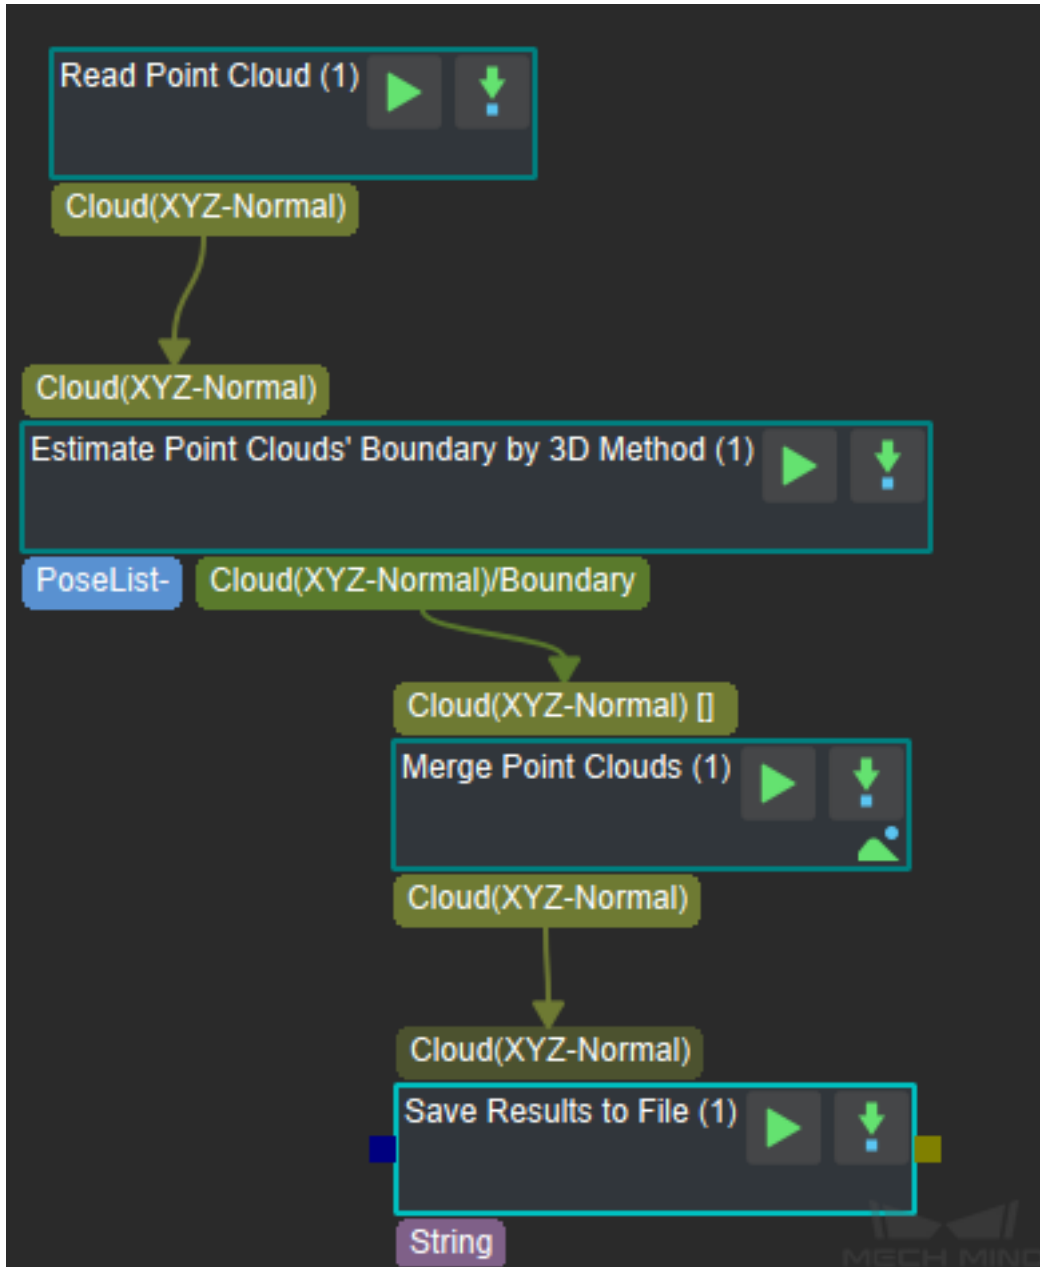 Read Point Cloud (1)
Cloud(XYZ-Normal)
Cloud(XYZ-Normal)
Estimate Point Clouds' Boundary by 3D Method (1)
PoseList- Cloud(XYZ-Normal)/Boundary
Cloud(XYZ-Normal) []
Merge Point Clouds (1)
Cloud(XYZ-Normal)
Cloud(XYZ-Normal)
Save Results to File (1)
String
MECH MIND